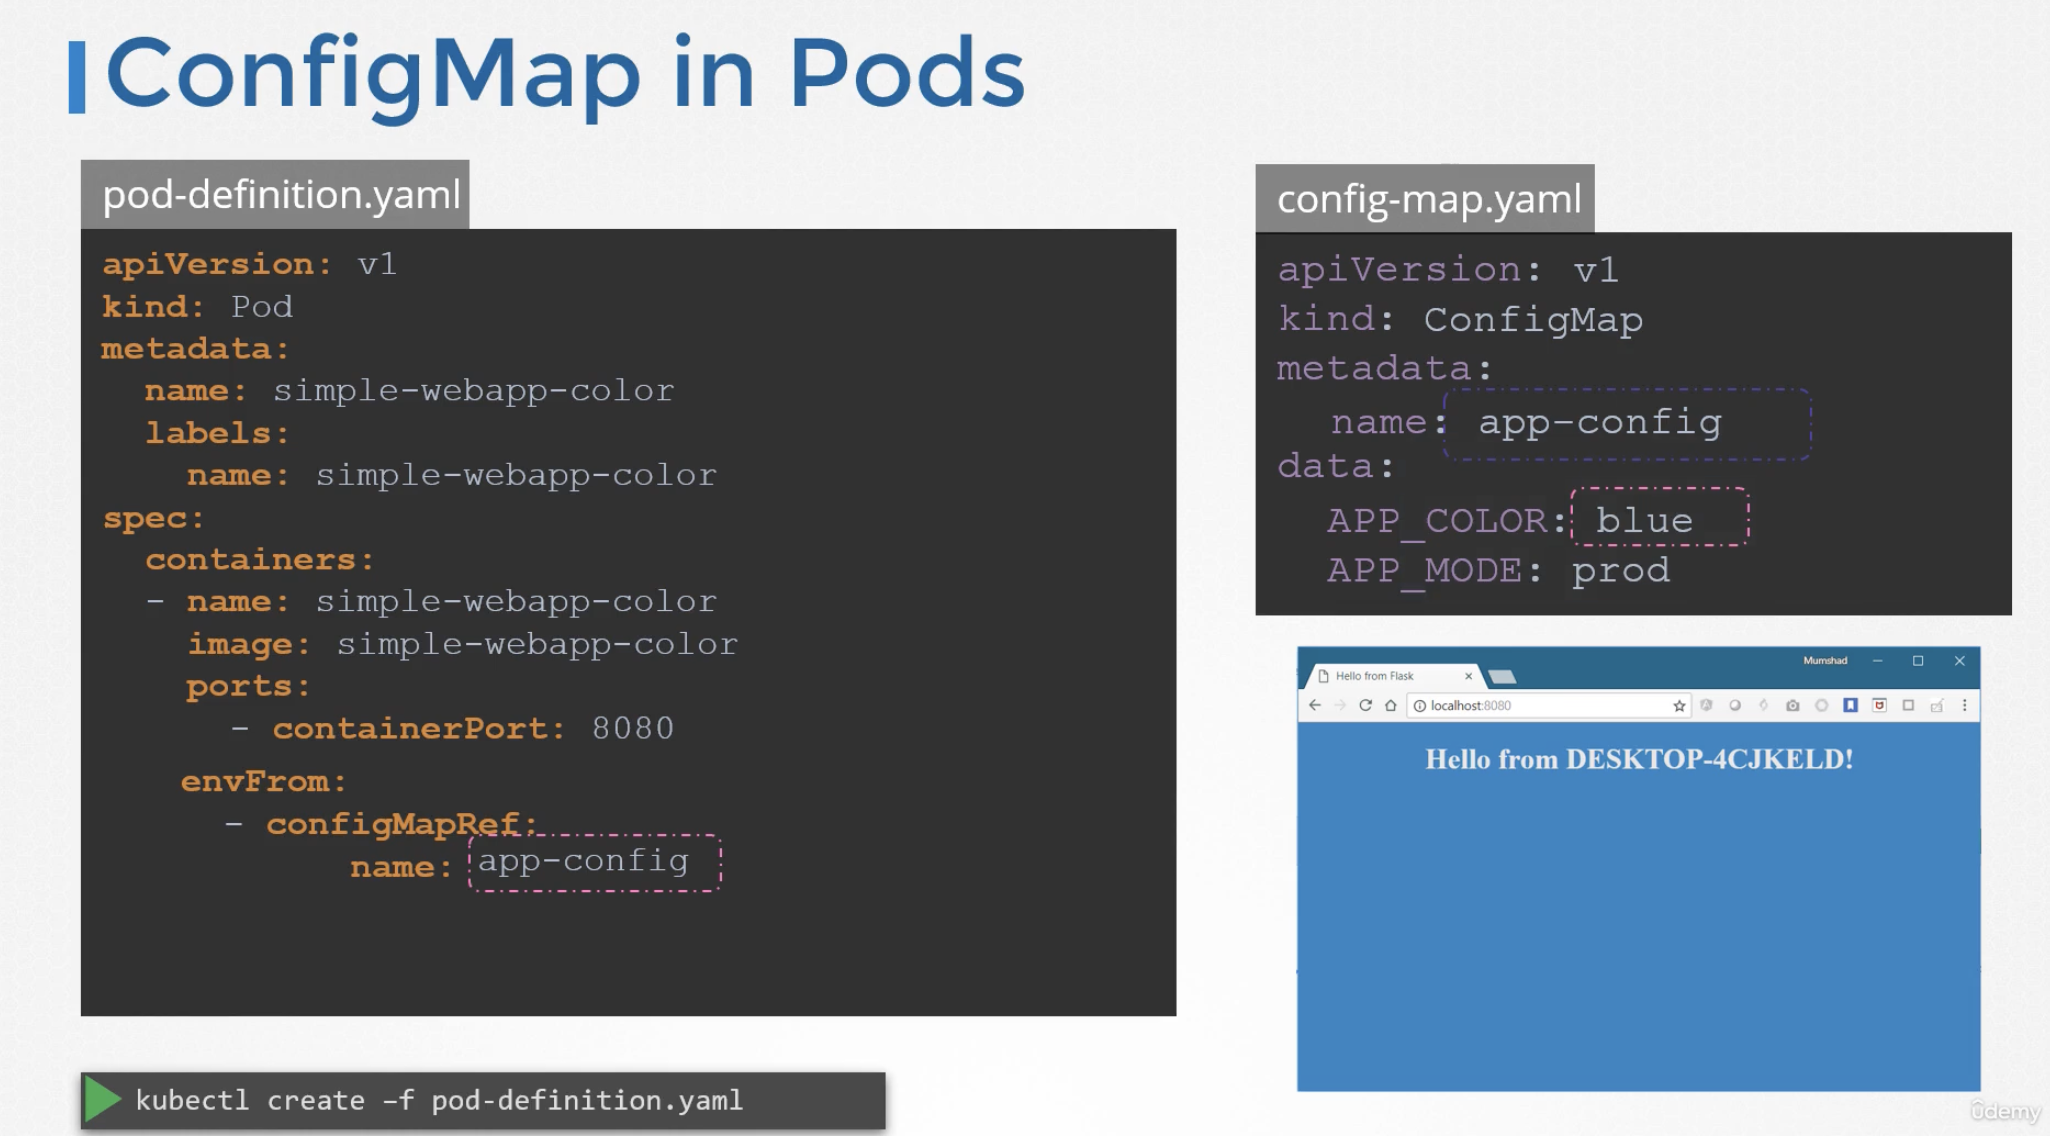 ConfigMap in Pods
pod-definition.yaml
apiVersion: v1
kind: Pod
metadata:
name: simple-webapp-color
labels:
name: simple-webapp-color
spec:
containers:
- name: simple-webapp-color
image: simple-webapp-color
ports:
- containerPort: 8080
envFrom:
- configMapRef:
name: app-config
kubectl create –f pod-definition.yaml
config-map.yaml
apiVersion: v1
kind: ConfigMap
metadata:
name: app-config
data:
APP_COLOR: blue
APP_MODE: prod
Mumshad
Hello from Flask
localhost:8080
Hello from DESKTOP-4CJKELD!
ûdemy